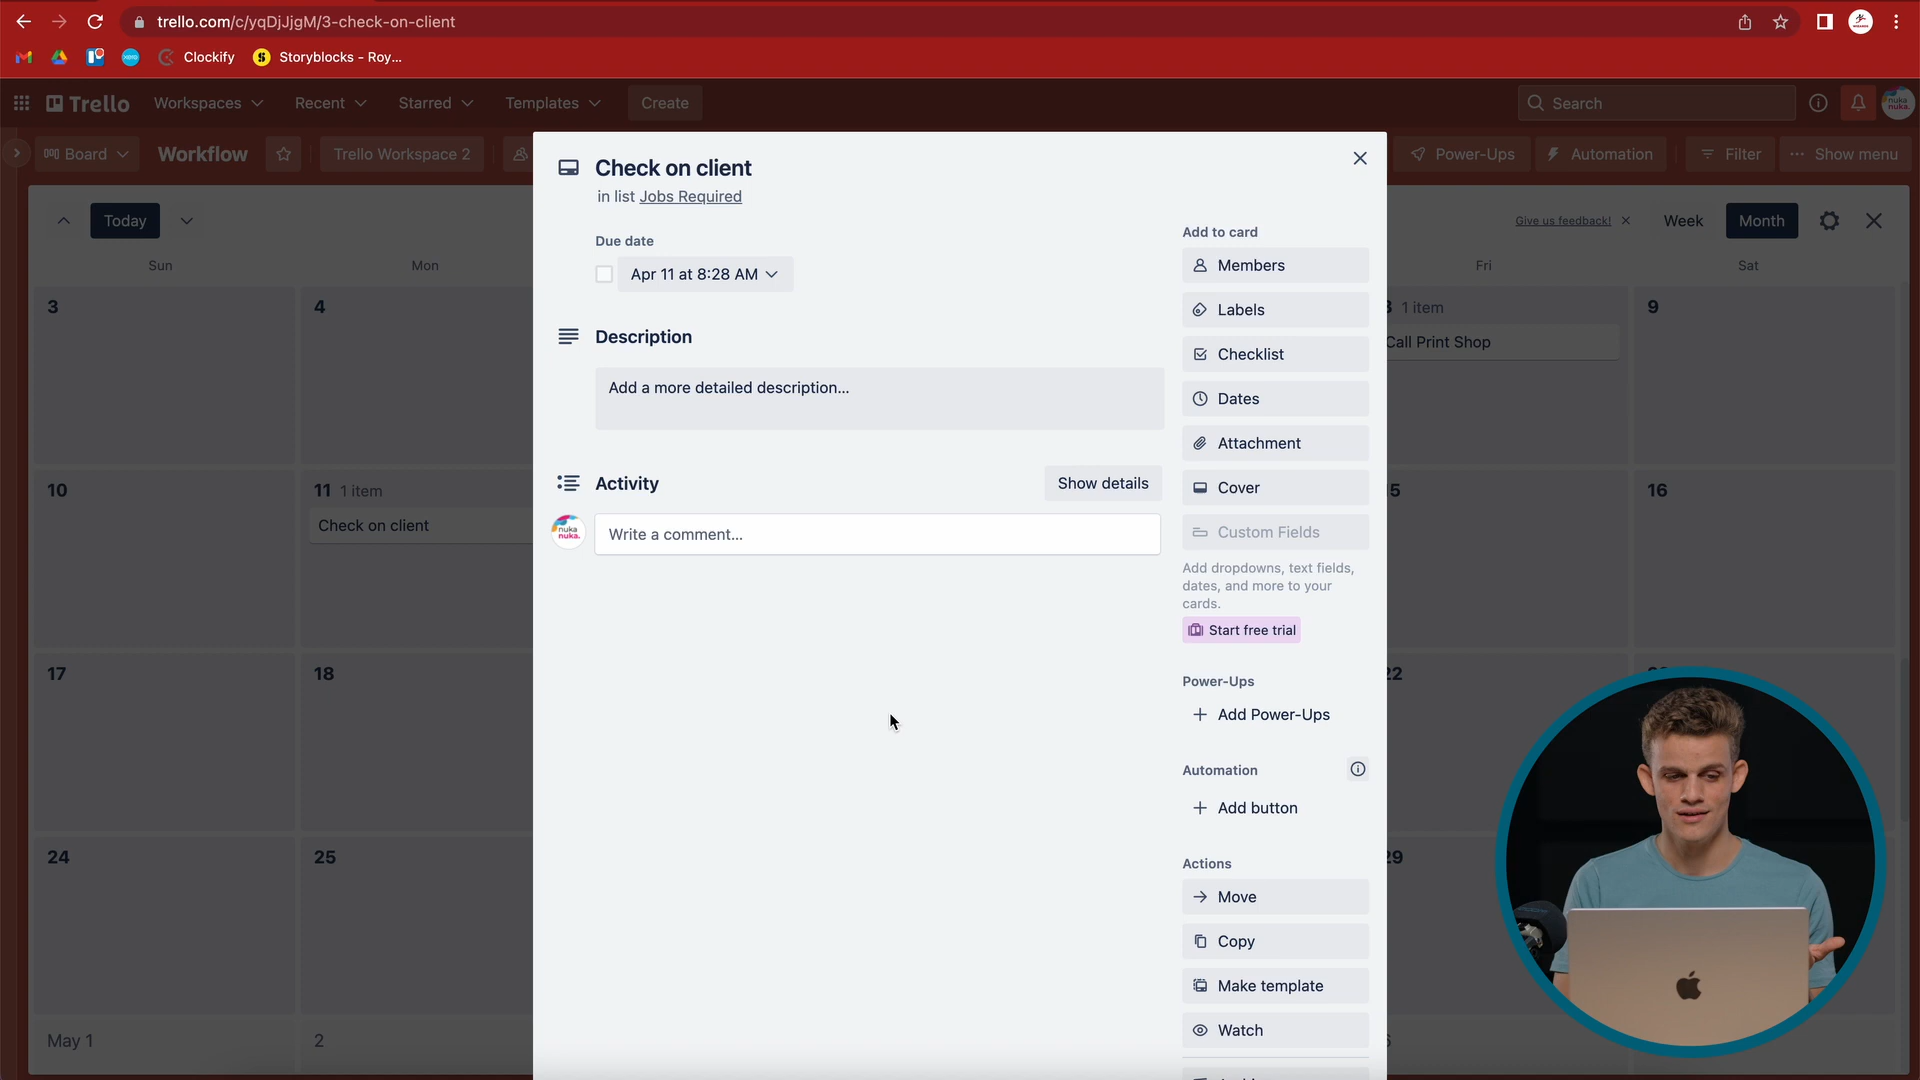 trello.com/c/yqDjJjgM/3-check-on-client
xero
Clockify
Storyblocks - Roy...
Trello
Workspaces
Recent
Starred
Templates
Create
Search
nuka nuka.
Board
Workflow
Trello Workspace 2
Power-Ups
Automation
Filter
Show menu
Today
Give us feedback!
Week
Month
Sun
Mon
Fri
Sat
3
4
1 item
9
Call Print Shop
10
11 1 item
Check on client
16
17
18
24
25
May 1
2
Check on client
in list Jobs Required
Due date
Apr 11 at 8:28 AM
Description
Add a more detailed description...
Activity
Show details
nuka
nuka.
Write a comment...
Add to card
Members
Labels
Checklist
Dates
Attachment
Cover
Custom Fields
Add dropdowns, text fields,
dates, and more to your
cards.
Start free trial
Power-Ups
Add Power-Ups
Automation
Add button
Actions
Move
Copy
Make template
Watch